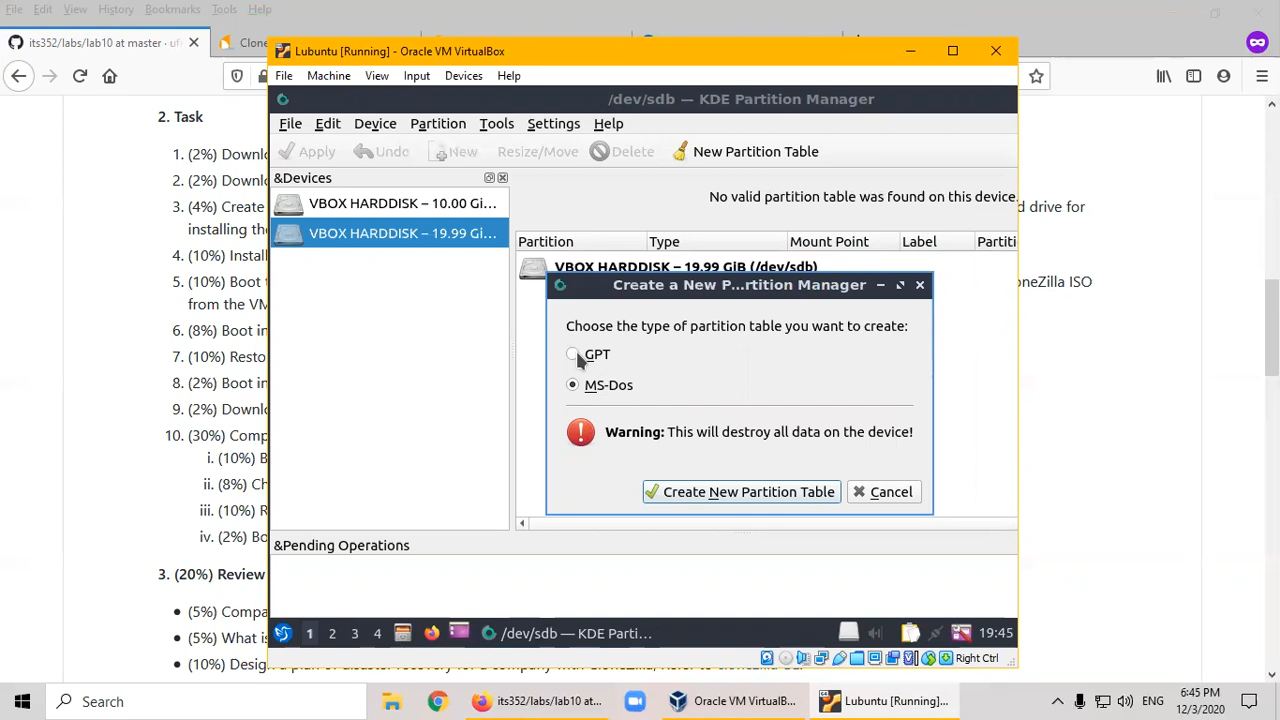 File Edit View History Bookmarks Tools Help
its352/labs/lab10 at master · uf
Clone
Lubuntu [Running] - Oracle VM VirtualBox
File Machine View Input Devices Help
/dev/sdb — KDE Partition Manager
File Edit Device Partition Tools Settings Help
Apply Undo New Resize/Move Delete New Partition Table
&Devices
VBOX HARDDISK – 10.00 Gi...
VBOX HARDDISK – 19.99 Gi...
No valid partition table was found on this device.
Partition Type Mount Point Label Partiti
VBOX HARDDISK – 19.99 GiB (/dev/sdb)
Create a New P...rtition Manager
Choose the type of partition table you want to create:
GPT
MS-Dos
Warning: This will destroy all data on the device!
Create New Partition Table Cancel
&Pending Operations
1 2 3 4 /dev/sdb — KDE Parti... 19:45
Right Ctrl
2. Task
1. (2%) Downlo
2. (2%) Downl
3. (4%) Create d drive for
installing the
4. (10%) Install
5. (10%) Boot t oneZilla ISO
from the VM
6. (8%) Boot in
7. (10%) Resto
8. (2%) Boot in
9. (2%) Downl
10. (30%) Comp
i. (10%) B
ii. (8%) Ch
iii. (10%) R
iv. (2%) Bo
3. (20%) Review
(5%) Compa
(5%) What is
(10%) Design
Search
its352/labs/lab10 at... Oracle VM VirtualBo... Lubuntu [Running]...
ENG
6:45 PM
12/3/2020